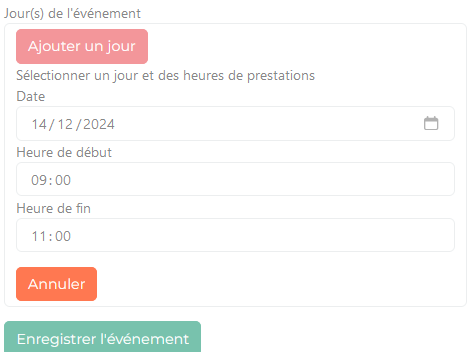 Jour(s) de l'événement
Ajouter un jour
Sélectionner un jour et des heures de prestations
Date
14/12/2024
Heure de début
09:00
Heure de fin
11:00
Annuler
Enregistrer l'événement